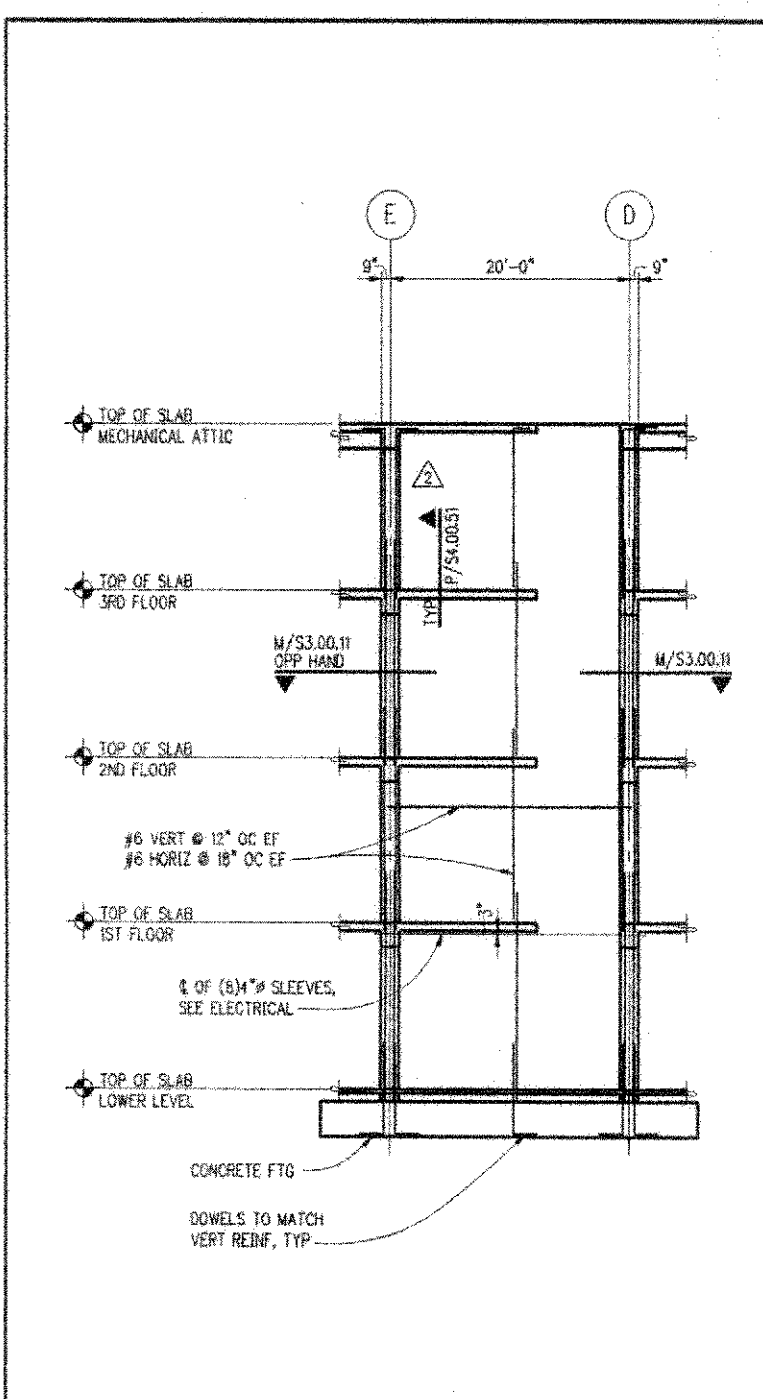 E
D
9"
20'-0"
9"
TOP OF SLAB
MECHANICAL ATTIC
2
TYP P/S4.00.51
TOP OF SLAB
3RD FLOOR
M/S3.00.11
OPP HAND
M/S3.00.11
TOP OF SLAB
2ND FLOOR
#6 VERT @ 12" OC EF
#6 HORIZ @ 18" OC EF
TOP OF SLAB
1ST FLOOR
3"
℄ OF (8)4"ø SLEEVES,
SEE ELECTRICAL
TOP OF SLAB
LOWER LEVEL
CONCRETE FTG
DOWELS TO MATCH
VERT REINF, TYP